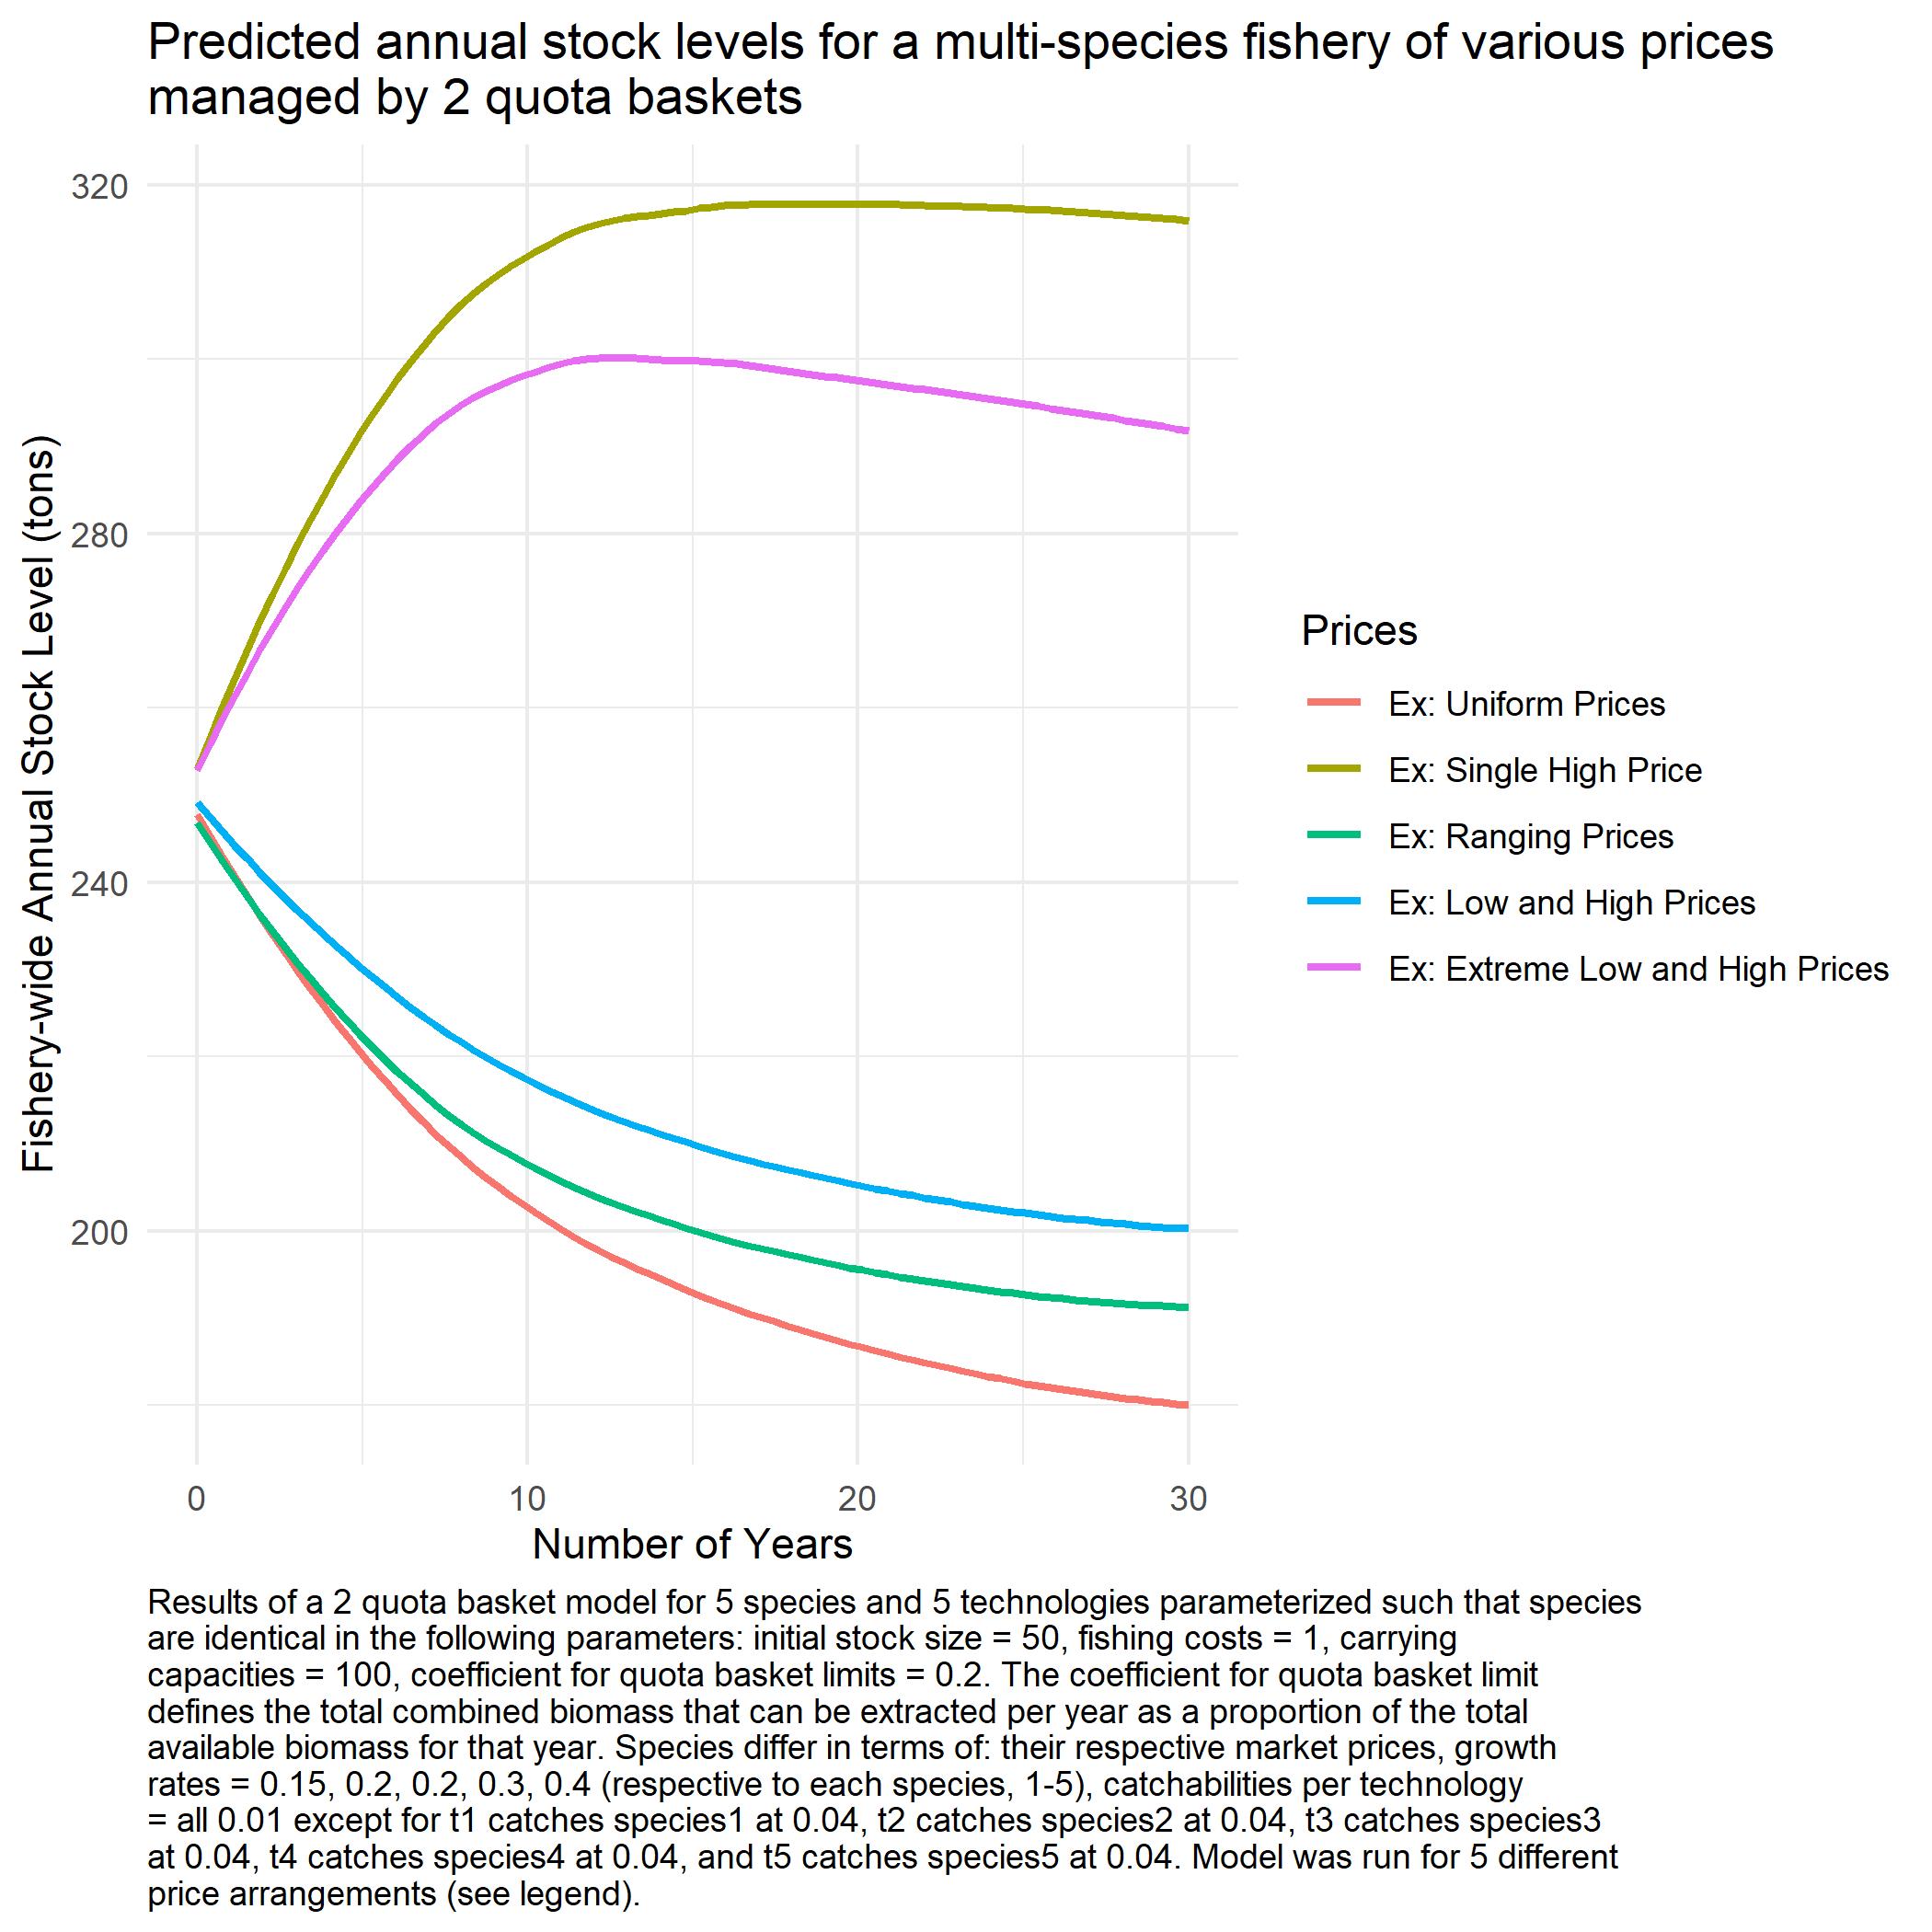 Predicted annual stock levels for a multi-species fishery of various prices
managed by 2 quota baskets
Fishery-wide Annual Stock Level (tons)
320
280
240
200
0
10
20
30
Number of Years
Prices
Ex: Uniform Prices
Ex: Single High Price
Ex: Ranging Prices
Ex: Low and High Prices
Ex: Extreme Low and High Prices
Results of a 2 quota basket model for 5 species and 5 technologies parameterized such that species
are identical in the following parameters: initial stock size = 50, fishing costs = 1, carrying
capacities = 100, coefficient for quota basket limits = 0.2. The coefficient for quota basket limit
defines the total combined biomass that can be extracted per year as a proportion of the total
available biomass for that year. Species differ in terms of: their respective market prices, growth
rates = 0.15, 0.2, 0.2, 0.3, 0.4 (respective to each species, 1-5), catchabilities per technology
= all 0.01 except for t1 catches species1 at 0.04, t2 catches species2 at 0.04, t3 catches species3
at 0.04, t4 catches species4 at 0.04, and t5 catches species5 at 0.04. Model was run for 5 different
price arrangements (see legend).